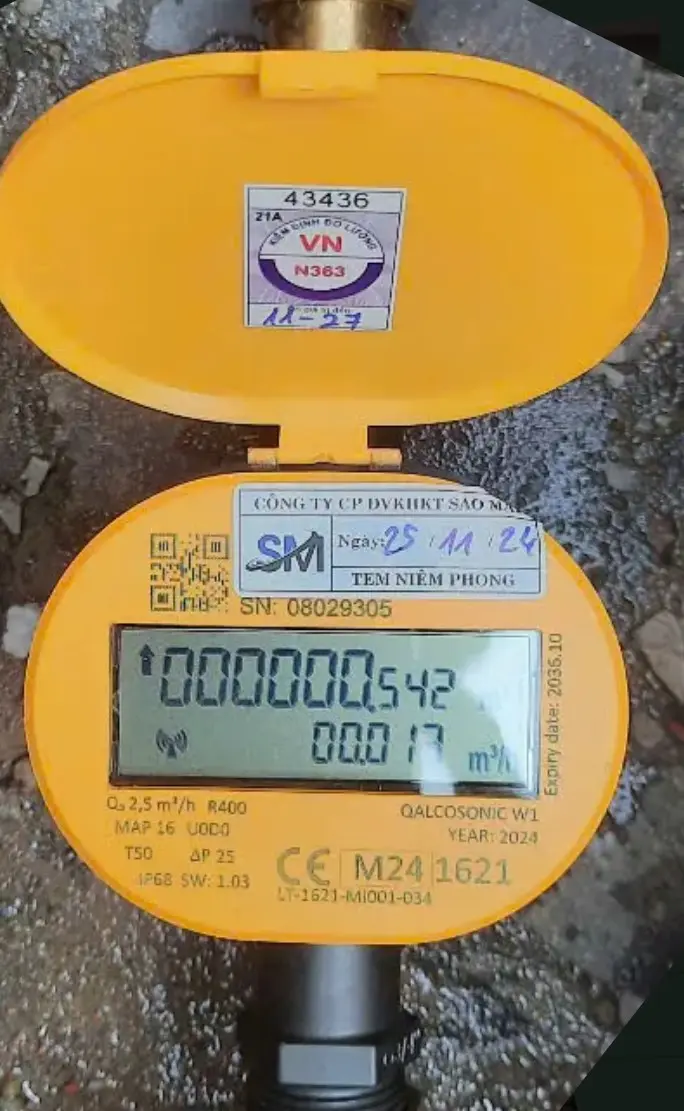 43436
21A
KIỂM ĐỊNH ĐO LƯỜNG
VN
N363
11-27
CÔNG TY CP DVKHKT SAO MA
SM
Ngày: 25 / 11 / 24
TEM NIÊM PHONG
SN: 08029305
000000.542
00.017 m³/h
Expiry date: 2036.10
Q₃ 2,5 m³/h R400
MAP 16 U0D0
T50 ΔP 25
IP68 SW: 1.03
QALCOSONIC W1
YEAR: 2024
CE M24 1621
LT-1621-MI001-034